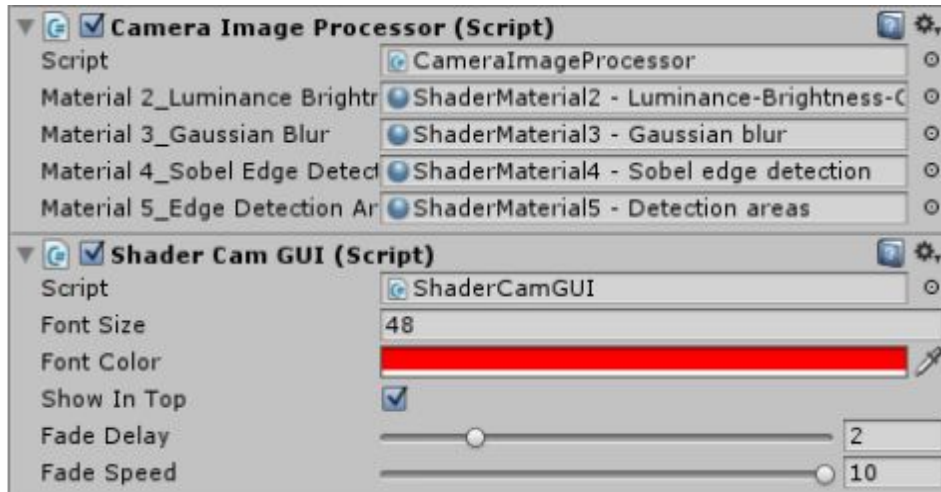 Camera Image Processor (Script)
Script CameraImageProcessor
Material 2_Luminance Brightr ShaderMaterial2 - Luminance-Brightness-C
Material 3_Gaussian Blur ShaderMaterial3 - Gaussian blur
Material 4_Sobel Edge Detect ShaderMaterial4 - Sobel edge detection
Material 5_Edge Detection Ar ShaderMaterial5 - Detection areas
Shader Cam GUI (Script)
Script ShaderCamGUI
Font Size 48
Font Color
Show In Top
Fade Delay 2
Fade Speed 10